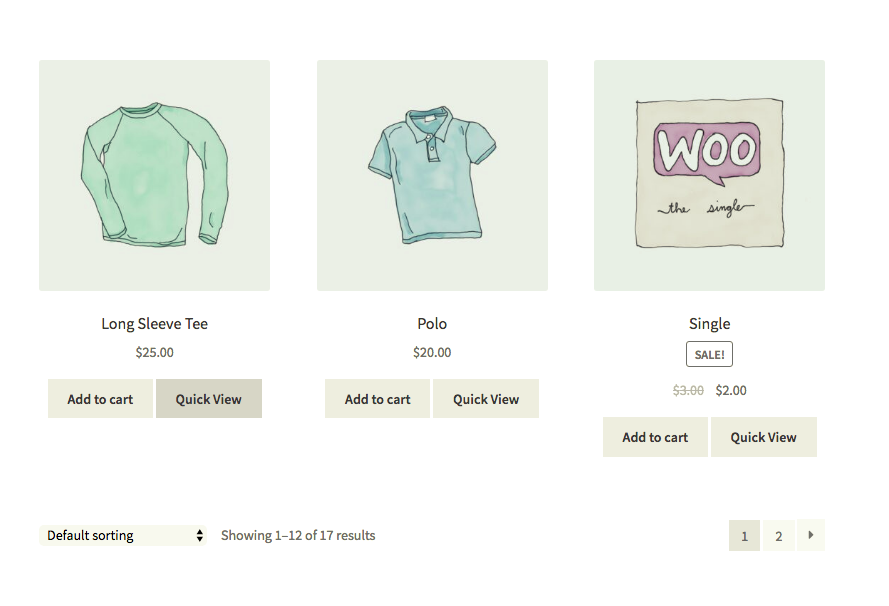 WOO
the single
Long Sleeve Tee
Polo
Single
SALE!
$25.00
$20.00
$3.00 $2.00
Add to cart
Quick View
Add to cart
Quick View
Add to cart
Quick View
Default sorting
Showing 1–12 of 17 results
1
2